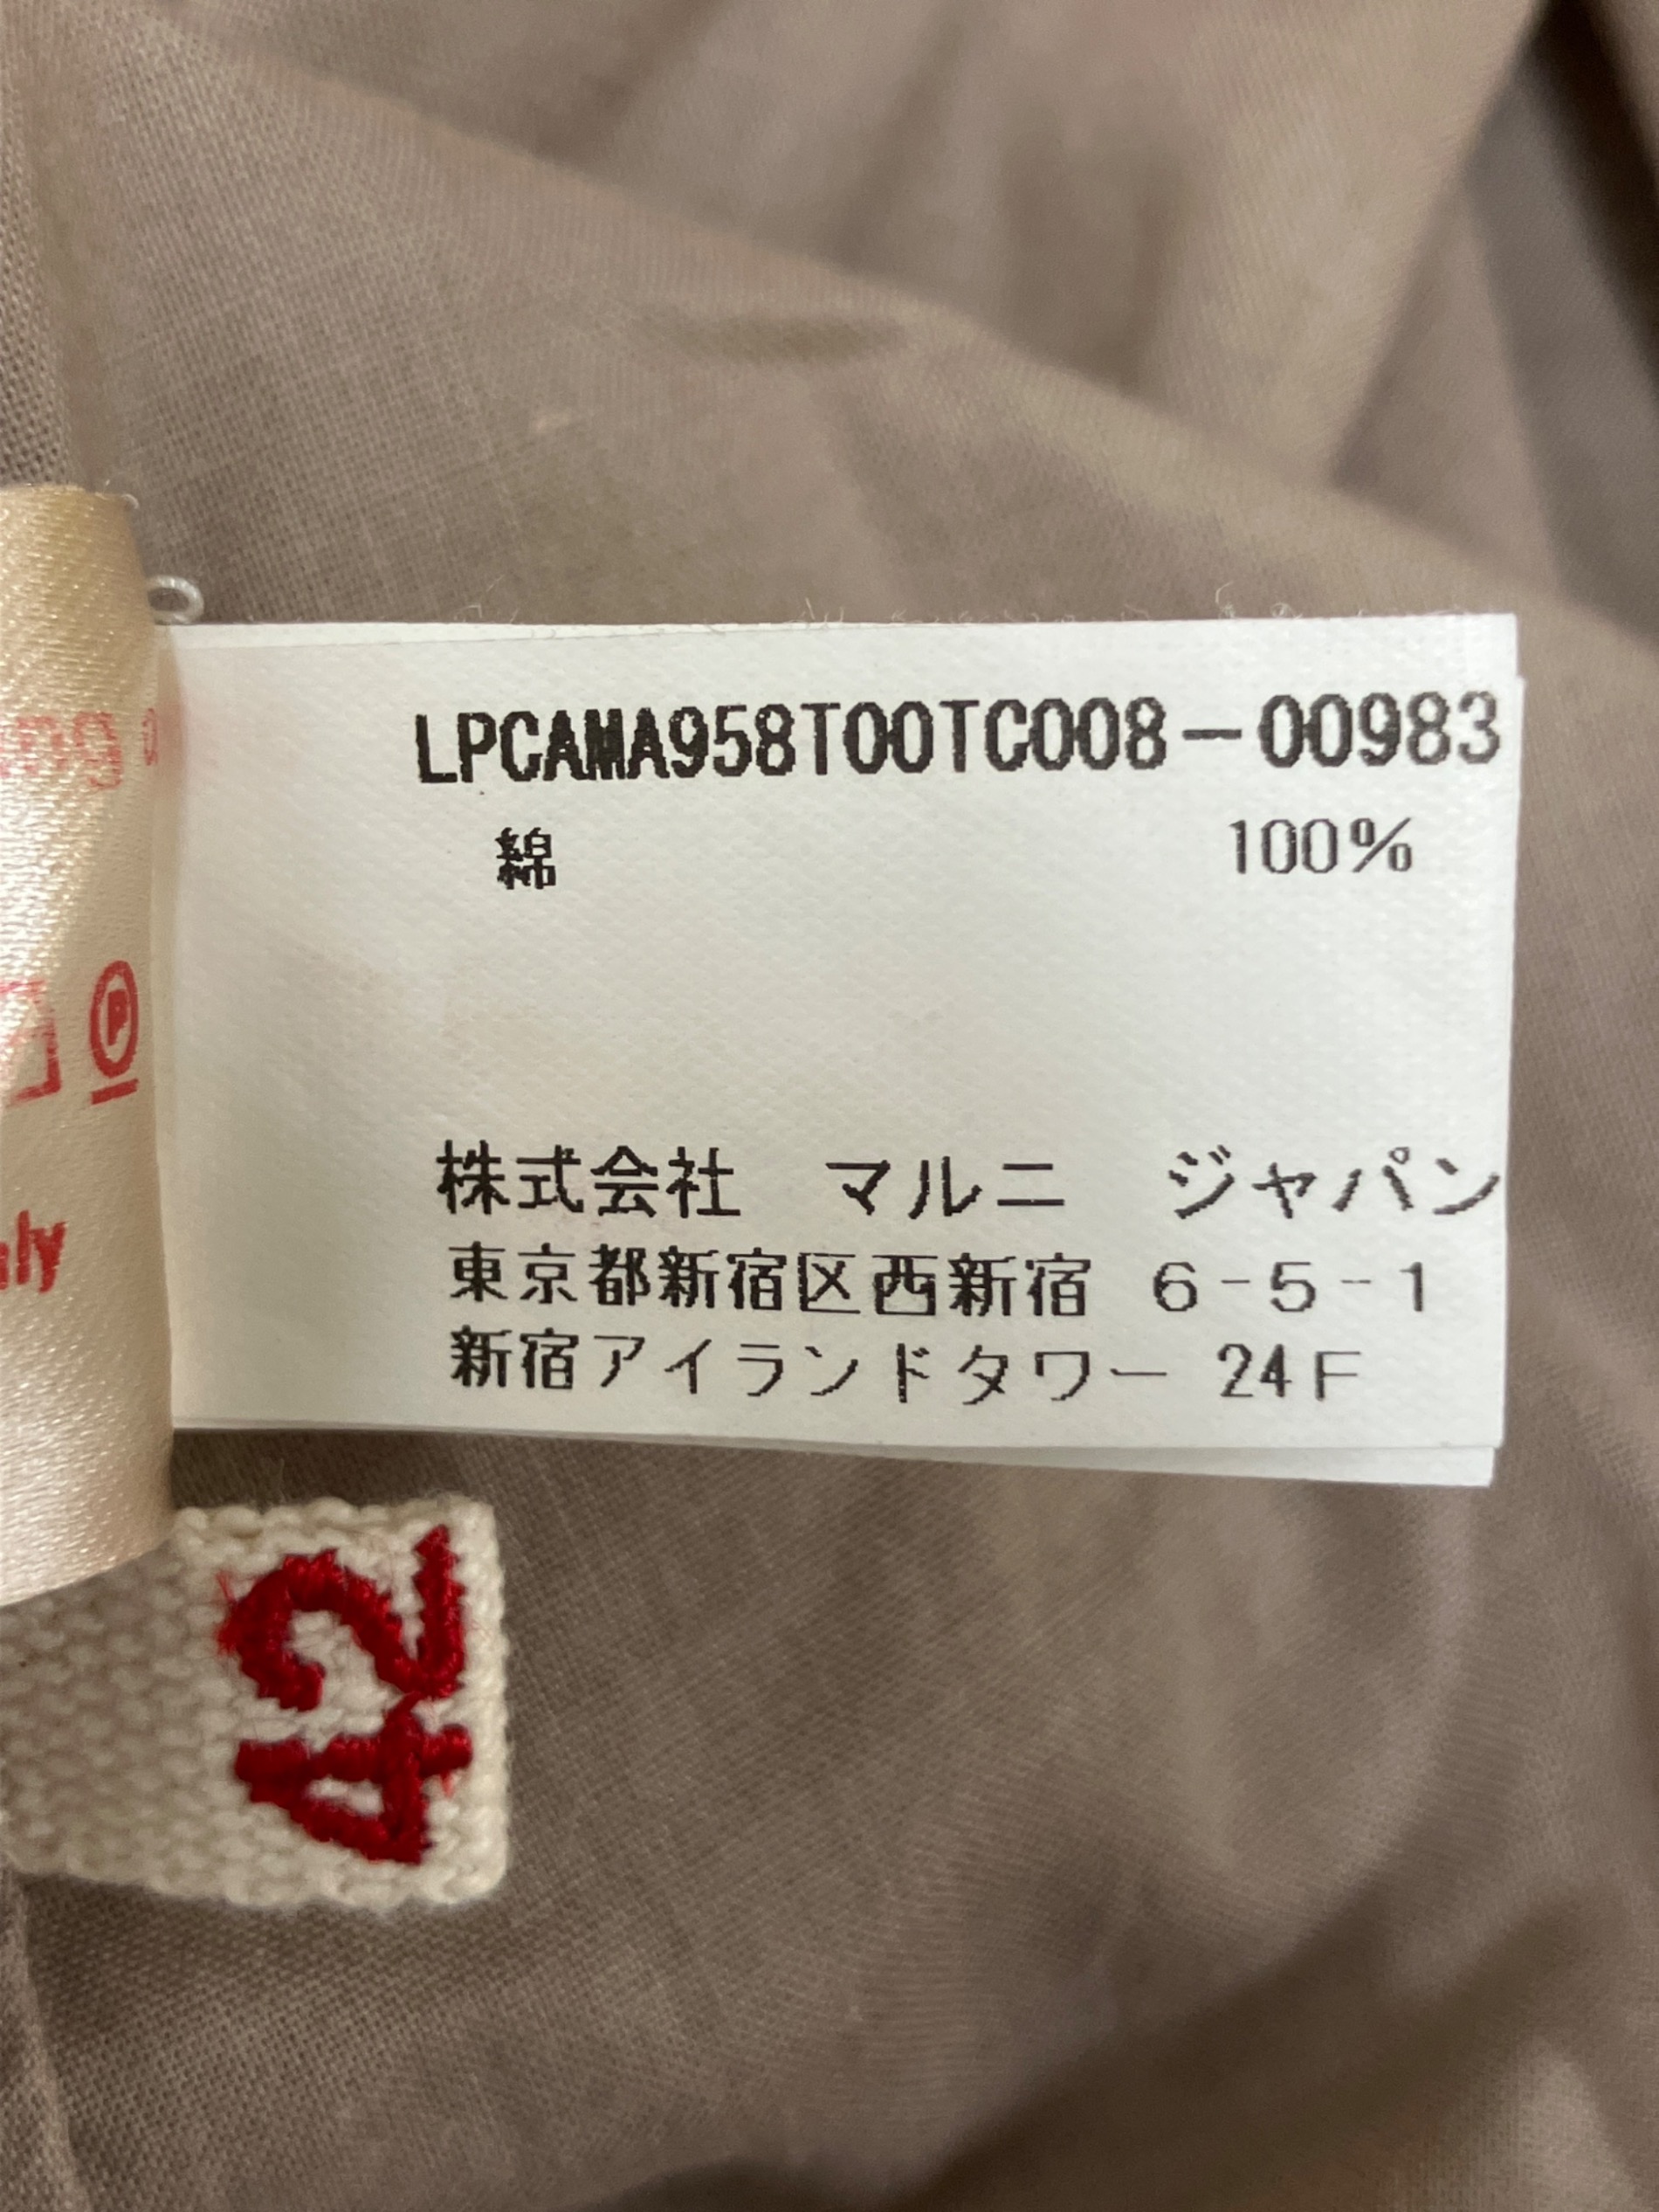 LPCAMA958T00TC008-00983
綿 100%
P
株式会社 マルニ ジャパン
東京都新宿区西新宿 6-5-1
新宿アイランドタワー 24F
42